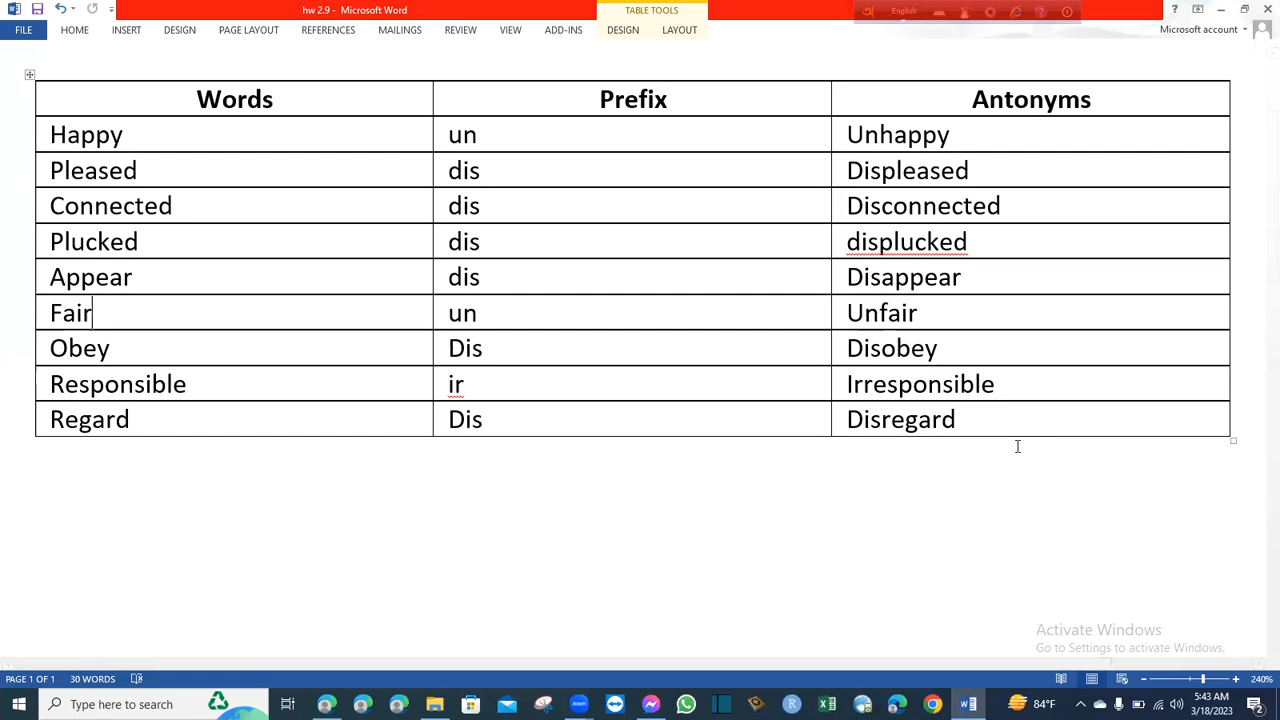 hw 2.9 - Microsoft Word
TABLE TOOLS
English
?
Microsoft account
FILE HOME INSERT DESIGN PAGE LAYOUT REFERENCES MAILINGS REVIEW VIEW ADD-INS DESIGN LAYOUT
Words Prefix Antonyms
Happy un Unhappy
Pleased dis Displeased
Connected dis Disconnected
Plucked dis displucked
Appear dis Disappear
Fair un Unfair
Obey Dis Disobey
Responsible ir Irresponsible
Regard Dis Disregard
Activate Windows
Go to Settings to activate Windows.
PAGE 1 OF 1 30 WORDS 240%
Type here to search
zoom
R
84°F
5:43 AM
3/18/2023
2